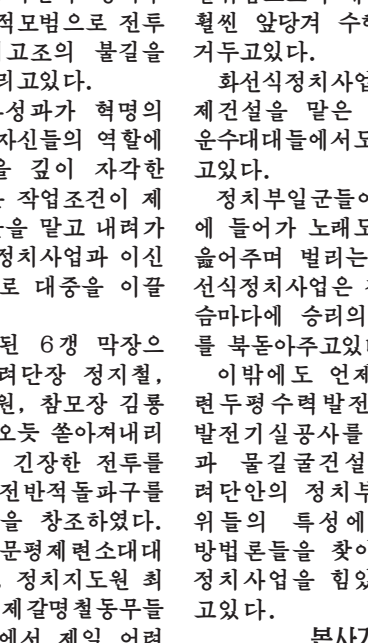 적모범으로 전투
고조의 불길을
리고있다.
성과가 혁명의
자신들의 역할에
을 깊이 자각한
작업조건이 제
을 맡고 내려가
정치사업과 이신
로 대중을 이끌
된 6갱 막장으
려단장 정지철,
원, 참모장 김룡
오듯 쏟아져내리
긴장한 전투를
전반적돌파구를
을 창조하였다.
문평제련소대대
정치지도원 최
제갈명철동무들
에서 제일 어려
훨씬 앞당겨 수
거두고있다.
화선식정치사업
제건설을 맡은
운수대대들에서도
고있다.
정치부일군들이
에 들어가 노래도
읊어주며 벌리는
선식정치사업은
슴마다에 승리의
를 북돋아주고있다
이밖에도 언제
련두평수력발전
발전기실공사를
과 물길굴건설
려단안의 정치부
위들의 특성에
방법론들을 찾아
정치사업을 힘있
고있다.
본사기